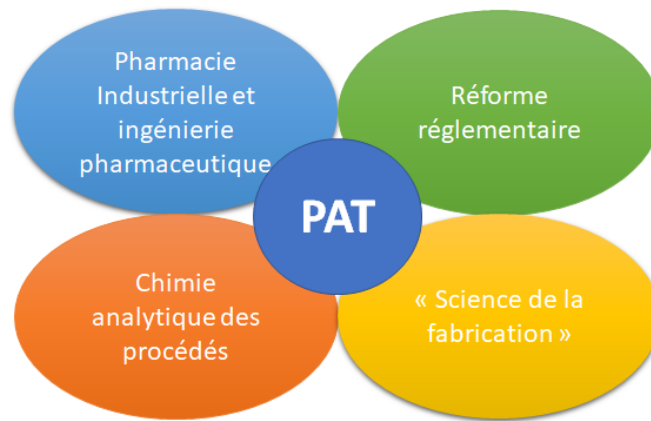 Pharmacie
Industrielle et
ingénierie
pharmaceutique
Réforme
réglementaire
PAT
Chimie
analytique des
procédés
« Science de la
fabrication »